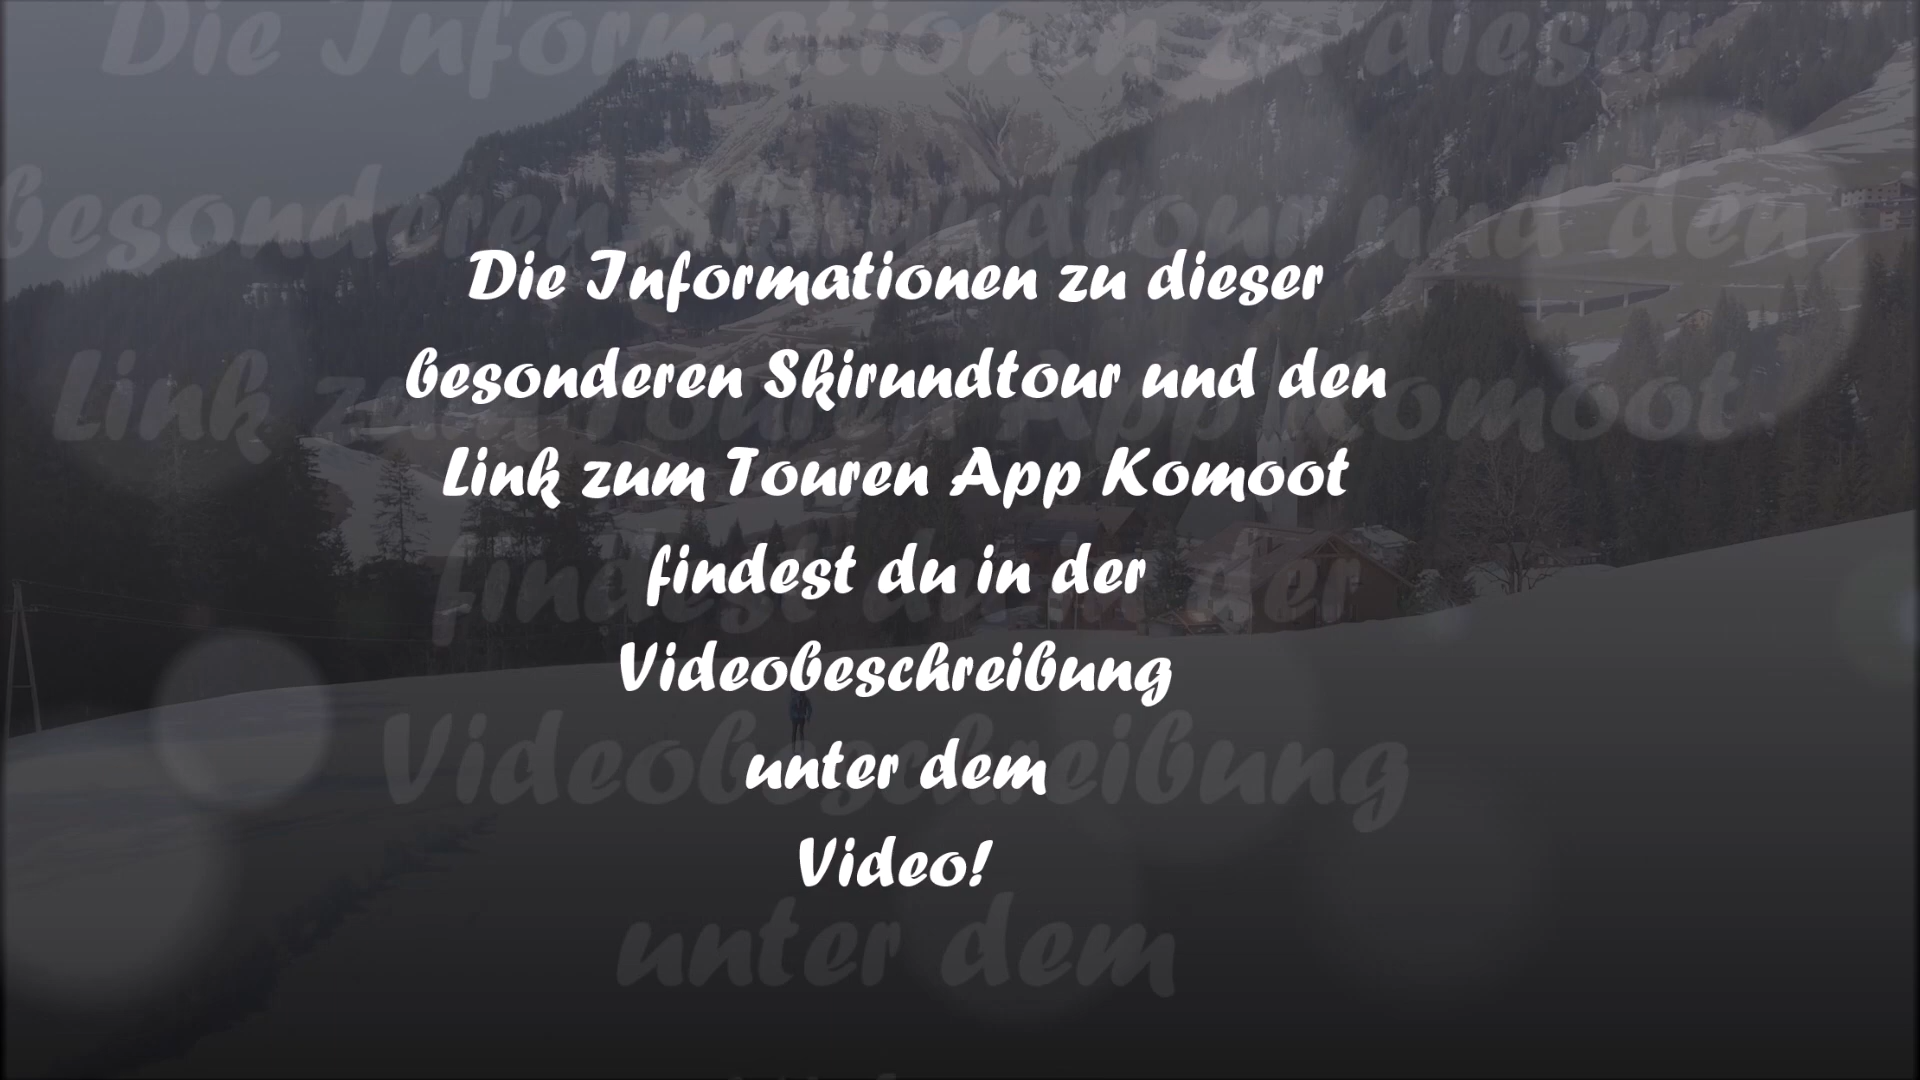 Die Informationen zu dieser
besonderen Skirundtour und den
Link zum Touren App Komoot
findest du in der
Videobeschreibung
unter dem
Video!